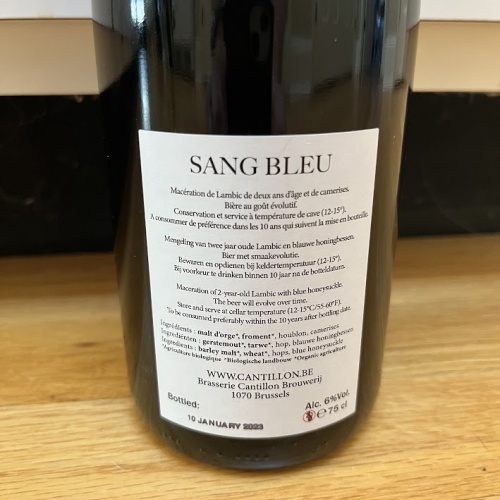 SANG BLEU
Macération de Lambic de deux ans d'âge et de camerises.
Bière au goût évolutif.
Conservation et service à température de cave (12-15°).
A consommer de préférence dans les 10 ans qui suivent la mise en bouteille.
Mengeling van twee jaar oude Lambic en blauwe honingbessen.
Bier met smaakevolutie.
Bewaren en opdienen bij keldertemperatuur (12-15°).
Bij voorkeur te drinken binnen 10 jaar na de botteldatum.
Maceration of 2-year-old Lambic with blue honeysuckle.
The beer will evolve over time.
Store and serve at cellar temperature (12-15°C/55-60°F).
To be consumed preferably within the 10 years after bottling date.
Ingrédients : malt d'orge*, froment*, houblon, camerises
Ingrediënten : gerstemout*, tarwe*, hop, blauwe honingbessen
Ingredients : barley malt*, wheat*, hops, blue honeysuckle
*Agriculture biologique *Biologische landbouw *Organic agriculture
WWW.CANTILLON.BE
Brasserie Cantillon Brouwerij
1070 Brussels
Bottled:
10 JANUARY 2023
Alc. 6%Vol.
℮ 75 cl